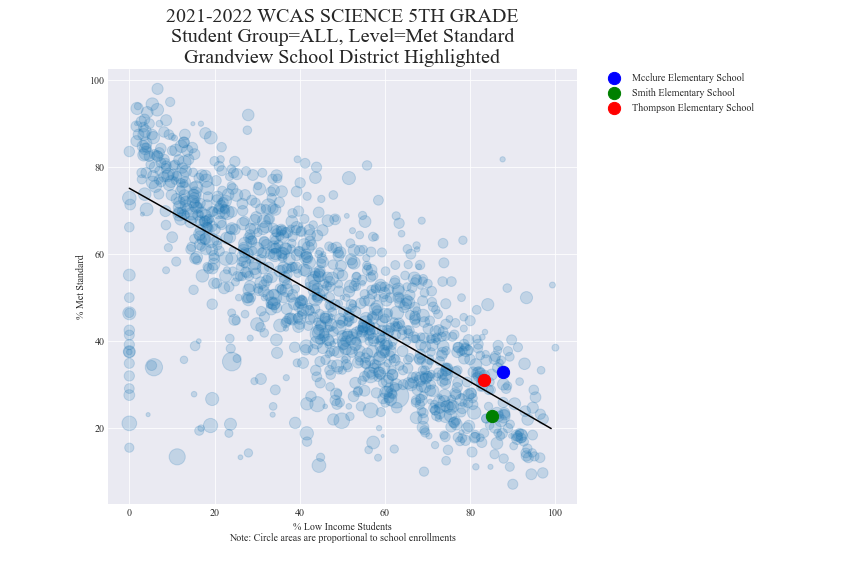 2021-2022 WCAS SCIENCE 5TH GRADE
Student Group=ALL, Level=Met Standard
Grandview School District Highlighted
Mcclure Elementary School
Smith Elementary School
Thompson Elementary School
% Met Standard
100
80
60
40
20
0 20 40 60 80 100
% Low Income Students
Note: Circle areas are proportional to school enrollments